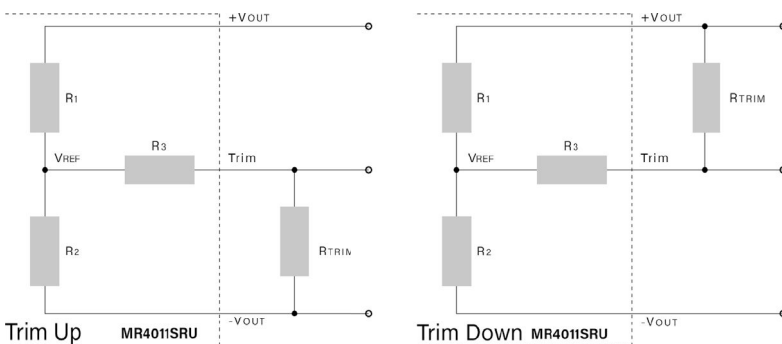 +VOUT
R1
R3
VREF
Trim
R2
RTRIM
-VOUT
Trim Up MR4011SRU
+VOUT
R1
RTRIM
R3
VREF
Trim
R2
-VOUT
Trim Down MR4011SRU